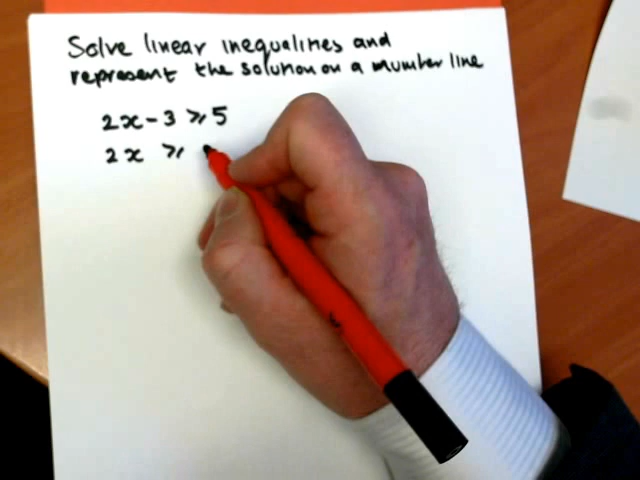 Solve linear inequalities and
represent the solution on a number line
2x - 3 ⩾ 5
2x ⩾